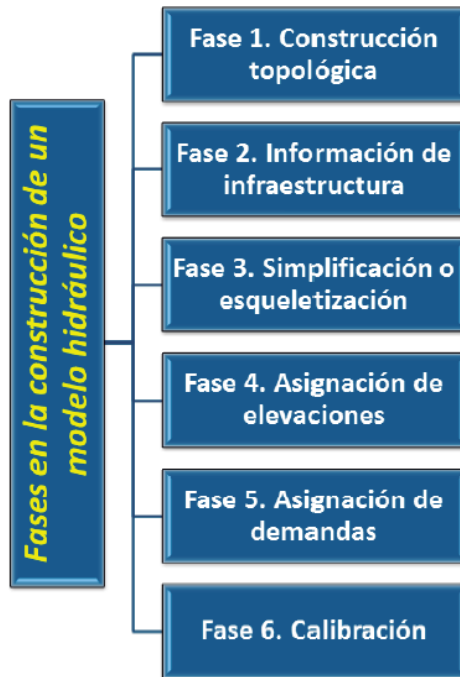 Fases en la construcción de un
modelo hidráulico
Fase 1. Construcción
topológica
Fase 2. Información de
infraestructura
Fase 3. Simplificación o
esqueletización
Fase 4. Asignación de
elevaciones
Fase 5. Asignación de
demandas
Fase 6. Calibración